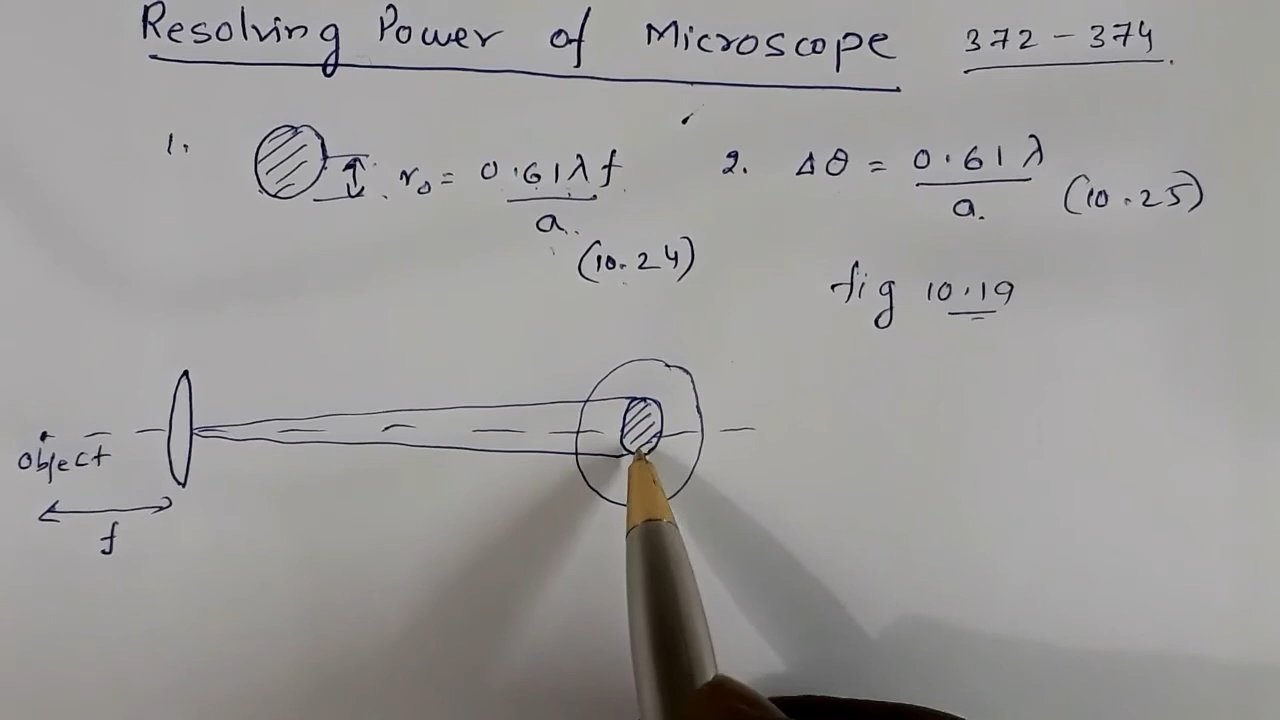 Resolving Power of Microscope 372-374
1. r₀ = 0.61λf / a
(10.24)
2. Δθ = 0.61λ / a
(10.25)
fig 10.19
object
f